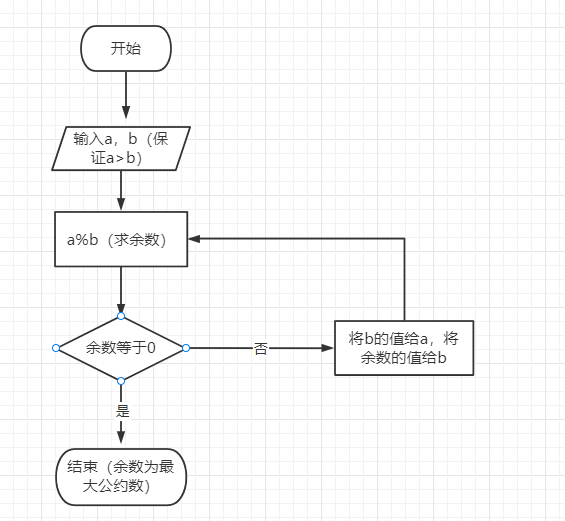 开始
输入a，b（保
证a>b）
a%b（求余数）
余数等于0
否
将b的值给a，将
余数的值给b
是
结束（余数为最
大公约数）